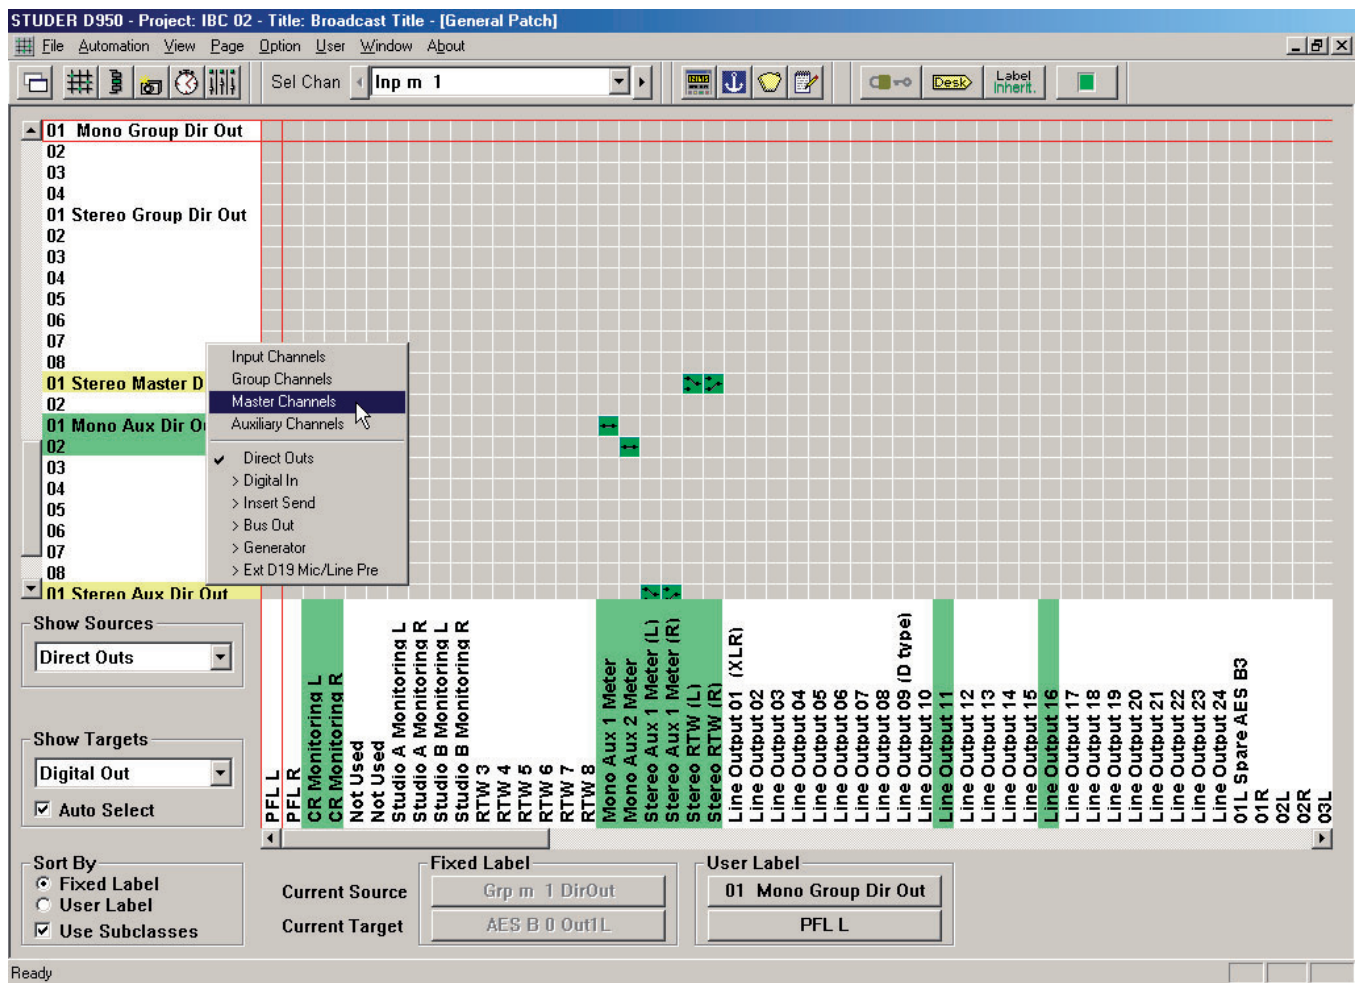 STUDER D950 - Project: IBC 02 - Title: Broadcast Title - [General Patch]
File Automation View Page Option User Window About
Sel Chan Inp m 1 Desk Label Inherit.
01 Mono Group Dir Out
02
03
04
01 Stereo Group Dir Out
02
03
04
05
06
07
08
01 Stereo Master D
02
01 Mono Aux Dir O
02
03
04
05
06
07
08
01 Stereo Aux Dir Out
Input Channels
Group Channels
Master Channels
Auxiliary Channels
Direct Outs
> Digital In
> Insert Send
> Bus Out
> Generator
> Ext D19 Mic/Line Pre
Show Sources
Direct Outs
Show Targets
Digital Out
Auto Select
PFL L
PFL R
CR Monitoring L
CR Monitoring R
Not Used
Not Used
Studio A Monitoring L
Studio A Monitoring R
Studio B Monitoring L
Studio B Monitoring R
RTW 3
RTW 4
RTW 5
RTW 6
RTW 7
RTW 8
Mono Aux 1 Meter
Mono Aux 2 Meter
Stereo Aux 1 Meter (L)
Stereo Aux 1 Meter (R)
Stereo RTW (L)
Stereo RTW (R)
Line Output 01 (XLR)
Line Output 02
Line Output 03
Line Output 04
Line Output 05
Line Output 06
Line Output 07
Line Output 08
Line Output 09 (D type)
Line Output 10
Line Output 11
Line Output 12
Line Output 13
Line Output 14
Line Output 15
Line Output 16
Line Output 17
Line Output 18
Line Output 19
Line Output 20
Line Output 21
Line Output 22
Line Output 23
Line Output 24
01L Spare AES B3
01R
02L
02R
03L
Sort By
Fixed Label
User Label
Use Subclasses
Fixed Label
User Label
Current Source Grp m 1 DirOut 01 Mono Group Dir Out
Current Target AES B 0 Out1L PFL L
Ready